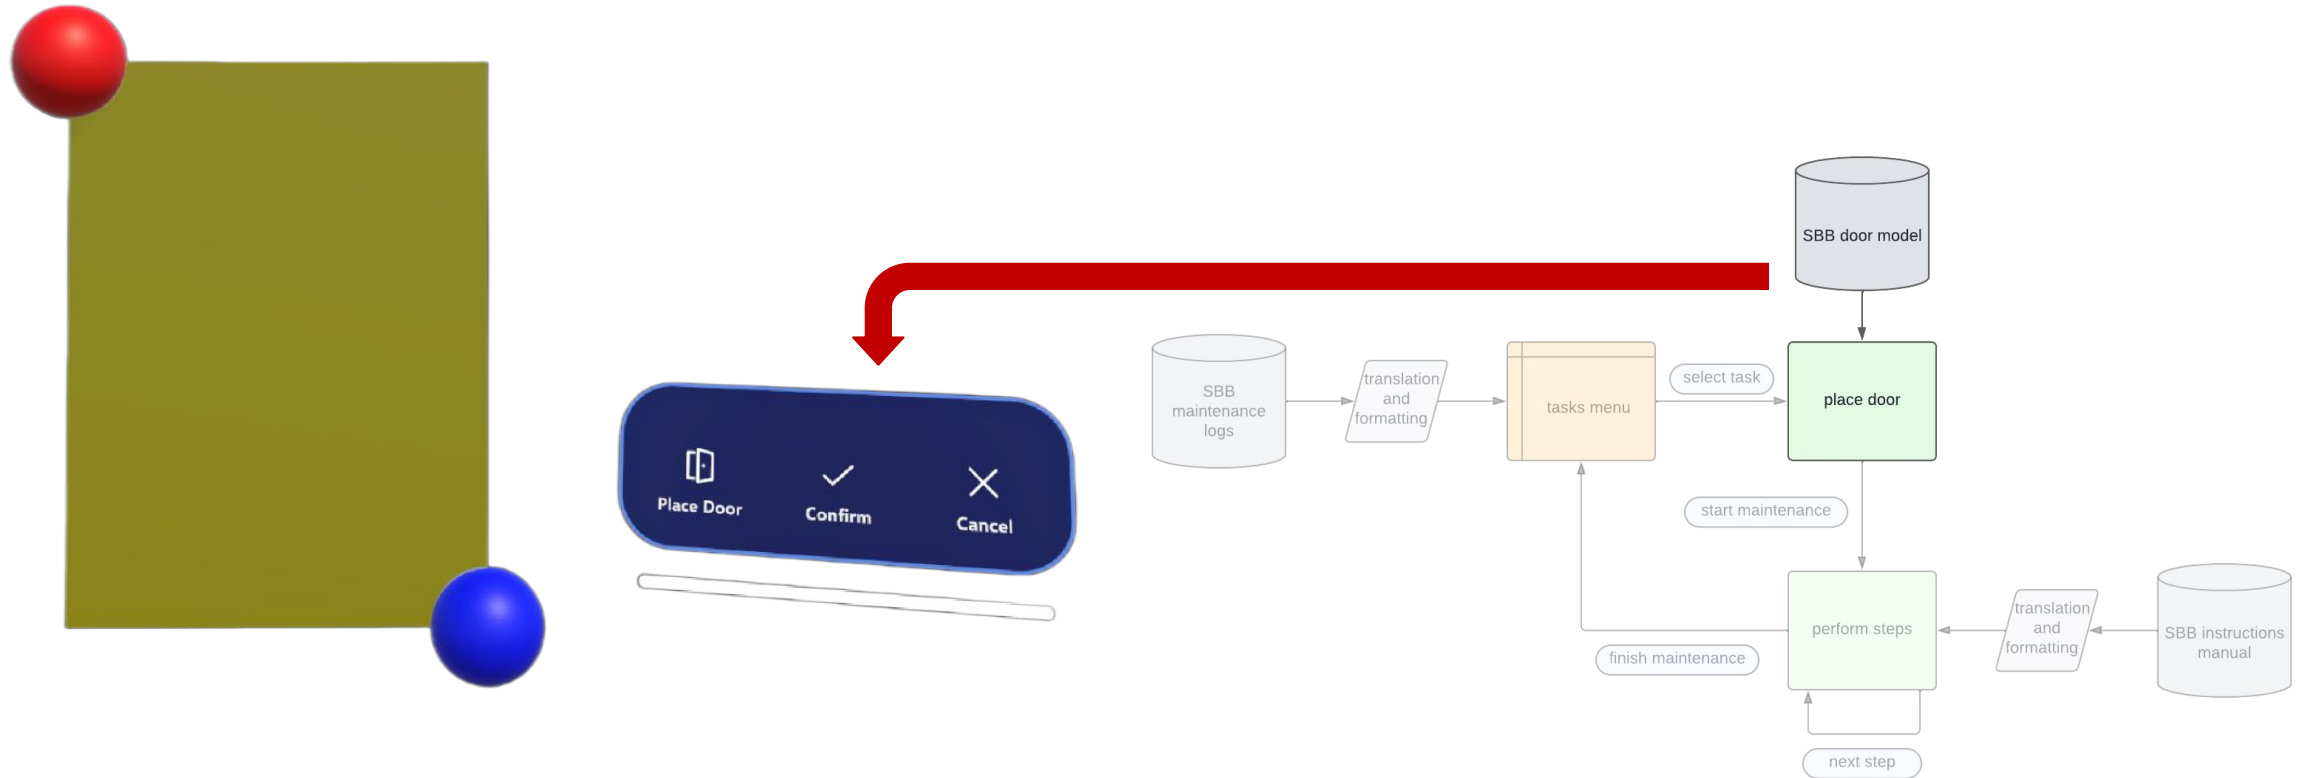 SBB door model
SBB
maintenance
logs
translation
and
formatting
tasks menu
select task
place door
Place Door
Confirm
Cancel
start maintenance
perform steps
translation
and
formatting
SBB instructions
manual
finish maintenance
next step